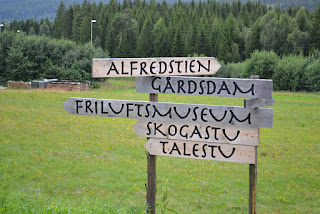 ALFREDSTIEN
GÅRDSDAM
FRILUFTSMUSEUM
SKOGASTU
TALESTU